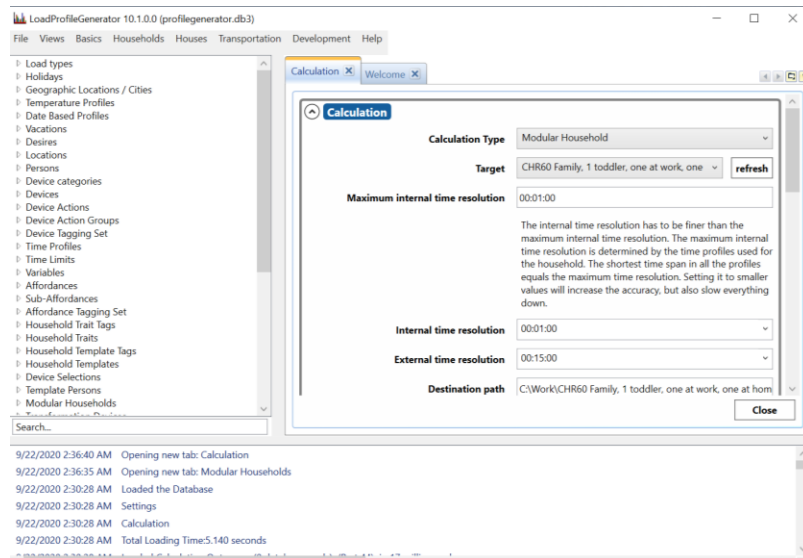 LoadProfileGenerator 10.1.0.0 (profilegenerator.db3)
File Views Basics Households Houses Transportation Development Help
Load types
Holidays
Geographic Locations / Cities
Temperature Profiles
Date Based Profiles
Vacations
Desires
Locations
Persons
Device categories
Devices
Device Actions
Device Action Groups
Device Tagging Set
Time Profiles
Time Limits
Variables
Affordances
Sub-Affordances
Affordance Tagging Set
Household Trait Tags
Household Traits
Household Template Tags
Household Templates
Device Selections
Template Persons
Modular Households
Search...
Calculation Welcome
Calculation
Calculation Type Modular Household
Target CHR60 Family, 1 toddler, one at work, one refresh
Maximum internal time resolution 00:01:00
The internal time resolution has to be finer than the
maximum internal time resolution. The maximum internal
time resolution is determined by the time profiles used for
the household. The shortest time span in all the profiles
equals the maximum time resolution. Setting it to smaller
values will increase the accuracy, but also slow everything
down.
Internal time resolution 00:01:00
External time resolution 00:15:00
Destination path C:\Work\CHR60 Family, 1 toddler, one at work, one at hom
Close
9/22/2020 2:36:40 AM Opening new tab: Calculation
9/22/2020 2:36:35 AM Opening new tab: Modular Households
9/22/2020 2:30:28 AM Loaded the Database
9/22/2020 2:30:28 AM Settings
9/22/2020 2:30:28 AM Calculation
9/22/2020 2:30:28 AM Total Loading Time:5.140 seconds